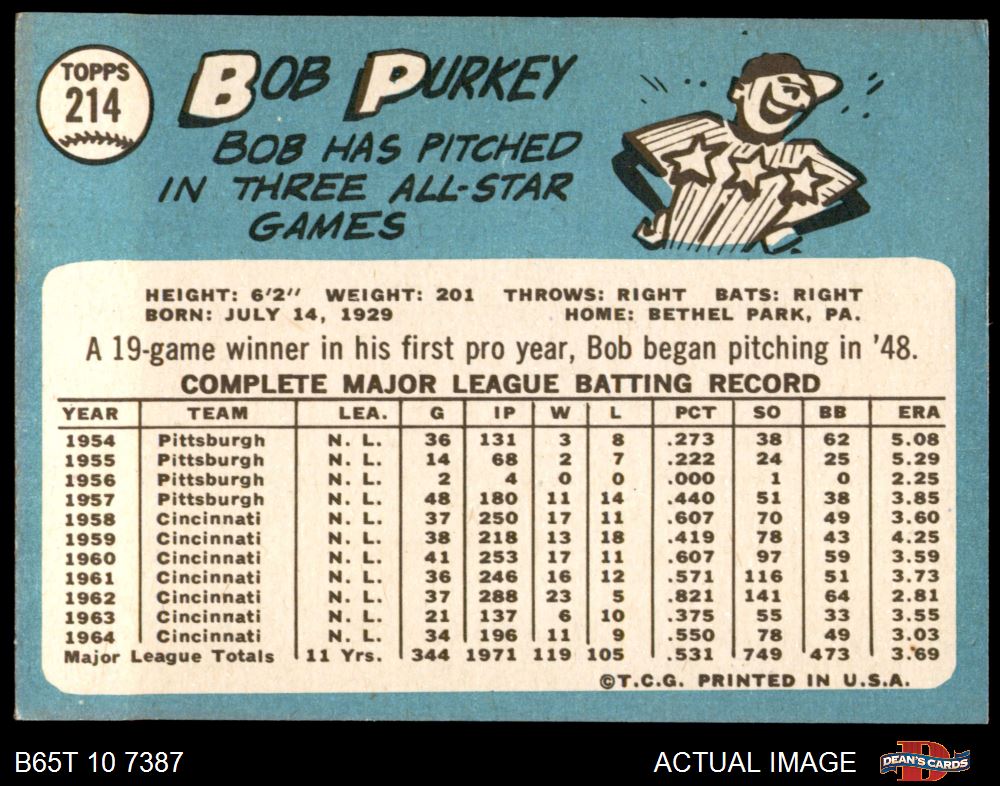 TOPPS
214
BOB PURKEY
BOB HAS PITCHED
IN THREE ALL-STAR
GAMES
HEIGHT: 6'2" WEIGHT: 201 THROWS: RIGHT BATS: RIGHT
BORN: JULY 14, 1929 HOME: BETHEL PARK, PA.
A 19-game winner in his first pro year, Bob began pitching in '48.
COMPLETE MAJOR LEAGUE BATTING RECORD
YEAR TEAM LEA. G IP W L PCT SO BB ERA
1954 Pittsburgh N. L. 36 131 3 8 .273 38 62 5.08
1955 Pittsburgh N. L. 14 68 2 7 .222 24 25 5.29
1956 Pittsburgh N. L. 2 4 0 0 .000 1 0 2.25
1957 Pittsburgh N. L. 48 180 11 14 .440 51 38 3.85
1958 Cincinnati N. L. 37 250 17 11 .607 70 49 3.60
1959 Cincinnati N. L. 38 218 13 18 .419 78 43 4.25
1960 Cincinnati N. L. 41 253 17 11 .607 97 59 3.59
1961 Cincinnati N. L. 36 246 16 12 .571 116 51 3.73
1962 Cincinnati N. L. 37 288 23 5 .821 141 64 2.81
1963 Cincinnati N. L. 21 137 6 10 .375 55 33 3.55
1964 Cincinnati N. L. 34 196 11 9 .550 78 49 3.03
Major League Totals 11 Yrs. 344 1971 119 105 .531 749 473 3.69
©T.C.G. PRINTED IN U.S.A.
B65T 10 7387 ACTUAL IMAGE
D
DEAN'S CARDS